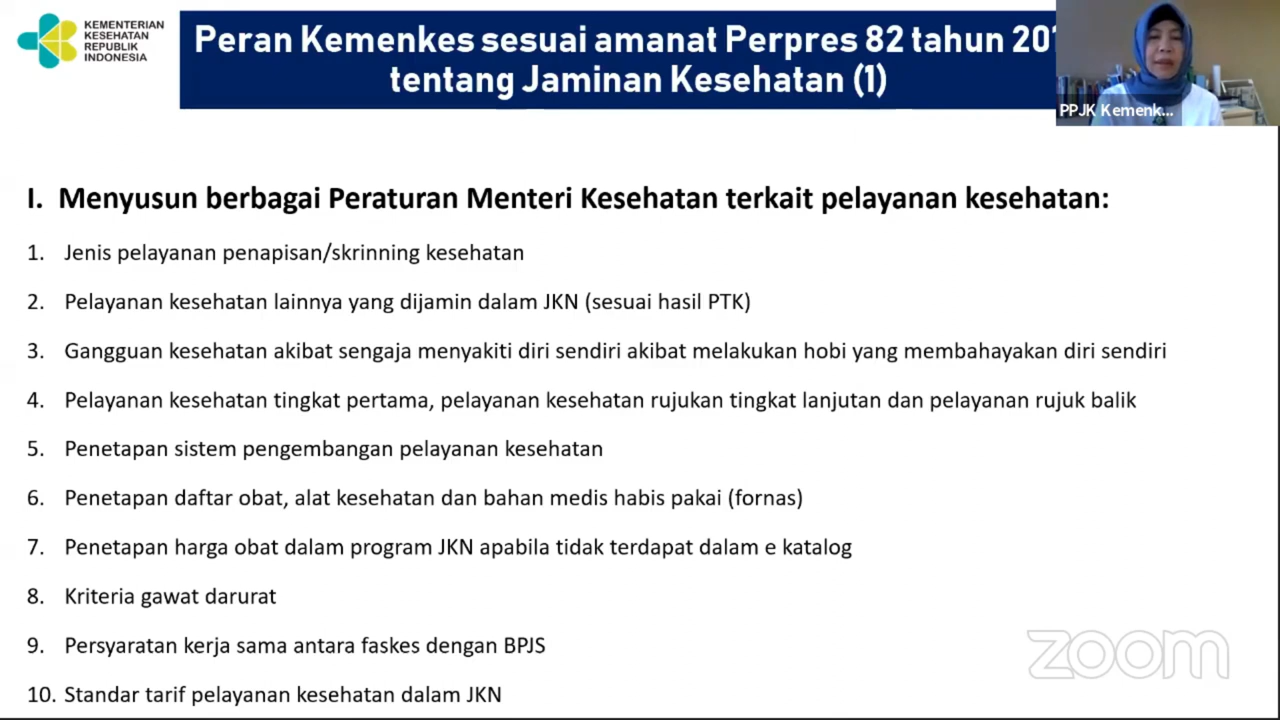 KEMENTERIAN
KESEHATAN
REPUBLIK
INDONESIA
Peran Kemenkes sesuai amanat Perpres 82 tahun
tentang Jaminan Kesehatan (1)
PPJK Kemenk...
I. Menyusun berbagai Peraturan Menteri Kesehatan terkait pelayanan kesehatan:
1. Jenis pelayanan penapisan/skrinning kesehatan
2. Pelayanan kesehatan lainnya yang dijamin dalam JKN (sesuai hasil PTK)
3. Gangguan kesehatan akibat sengaja menyakiti diri sendiri akibat melakukan hobi yang membahayakan diri sendiri
4. Pelayanan kesehatan tingkat pertama, pelayanan kesehatan rujukan tingkat lanjutan dan pelayanan rujuk balik
5. Penetapan sistem pengembangan pelayanan kesehatan
6. Penetapan daftar obat, alat kesehatan dan bahan medis habis pakai (fornas)
7. Penetapan harga obat dalam program JKN apabila tidak terdapat dalam e katalog
8. Kriteria gawat darurat
9. Persyaratan kerja sama antara faskes dengan BPJS
10. Standar tarif pelayanan kesehatan dalam JKN
zoom